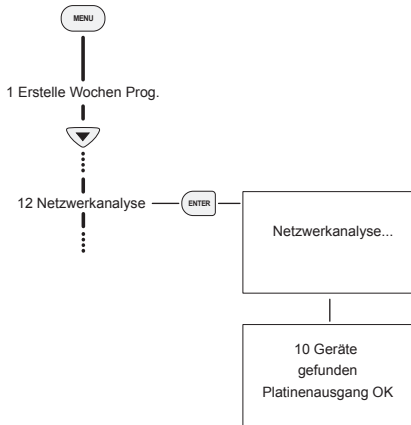 MENU
1 Erstelle Wochen Prog.
12 Netzwerkanalyse
ENTER
Netzwerkanalyse...
10 Geräte
gefunden
Platinenausgang OK